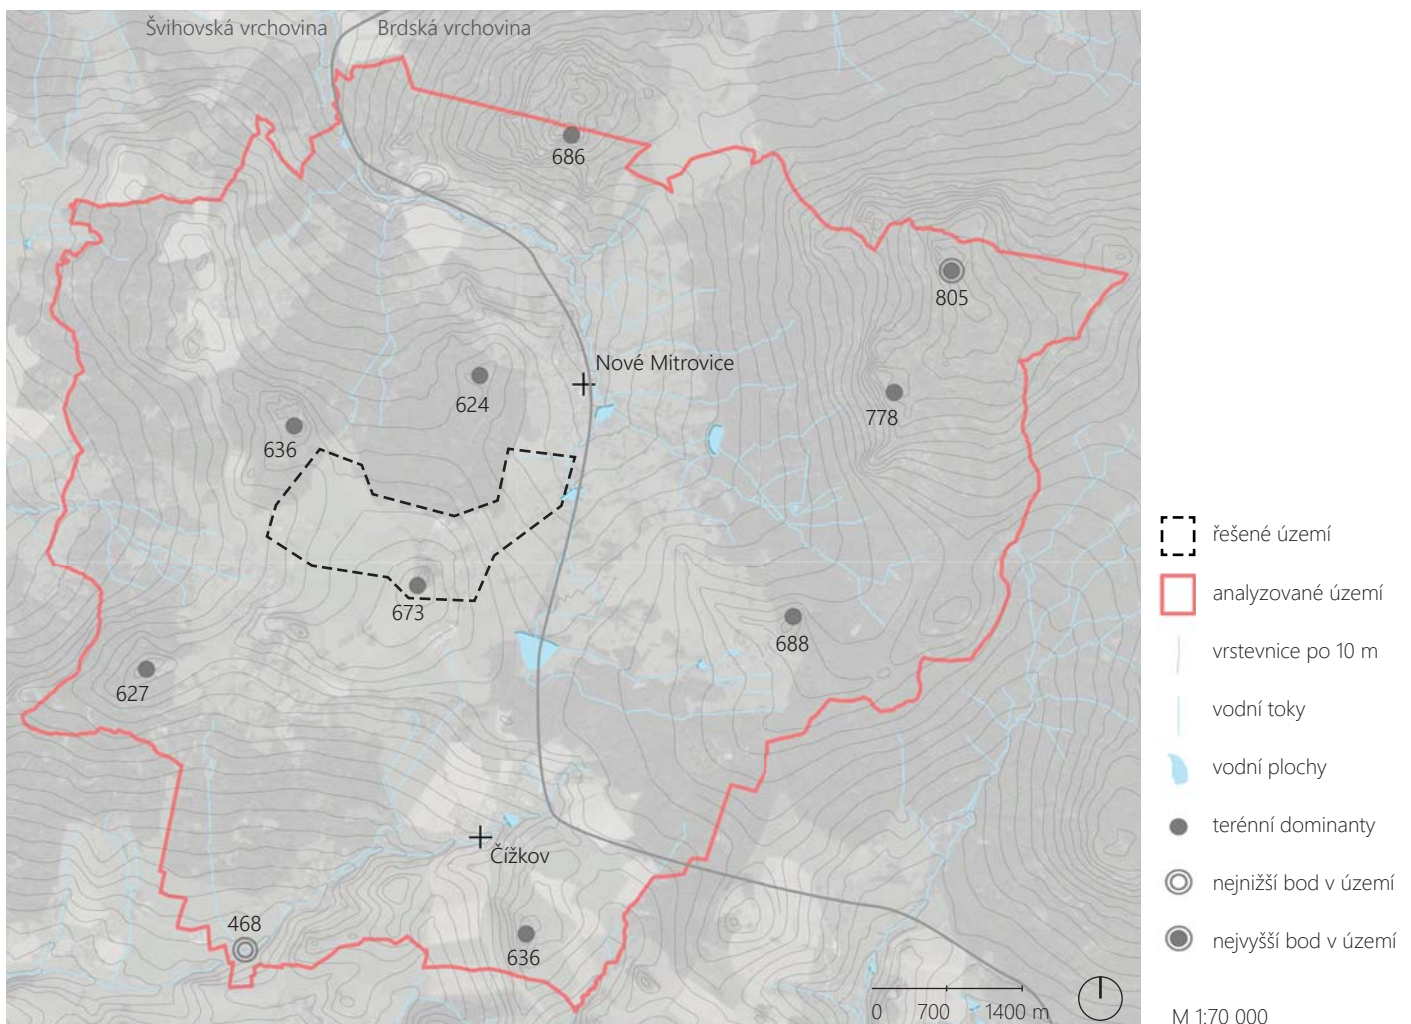 Švihovská vrchovina
Brdská vrchovina
686
805
Nové Mitrovice
624
778
636
673
688
627
Čížkov
468
636
0 700 1400 m
řešené území
analyzované území
vrstevnice po 10 m
vodní toky
vodní plochy
terénní dominanty
nejnižší bod v území
nejvyšší bod v území
M 1:70 000